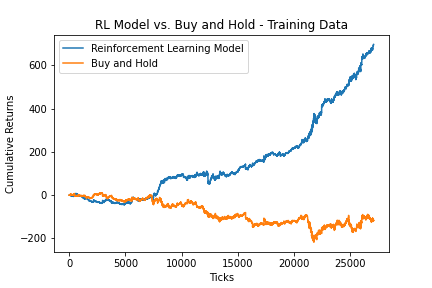 RL Model vs. Buy and Hold - Training Data
Reinforcement Learning Model
Buy and Hold
600
400
200
0
−200
Cumulative Returns
0 5000 10000 15000 20000 25000
Ticks